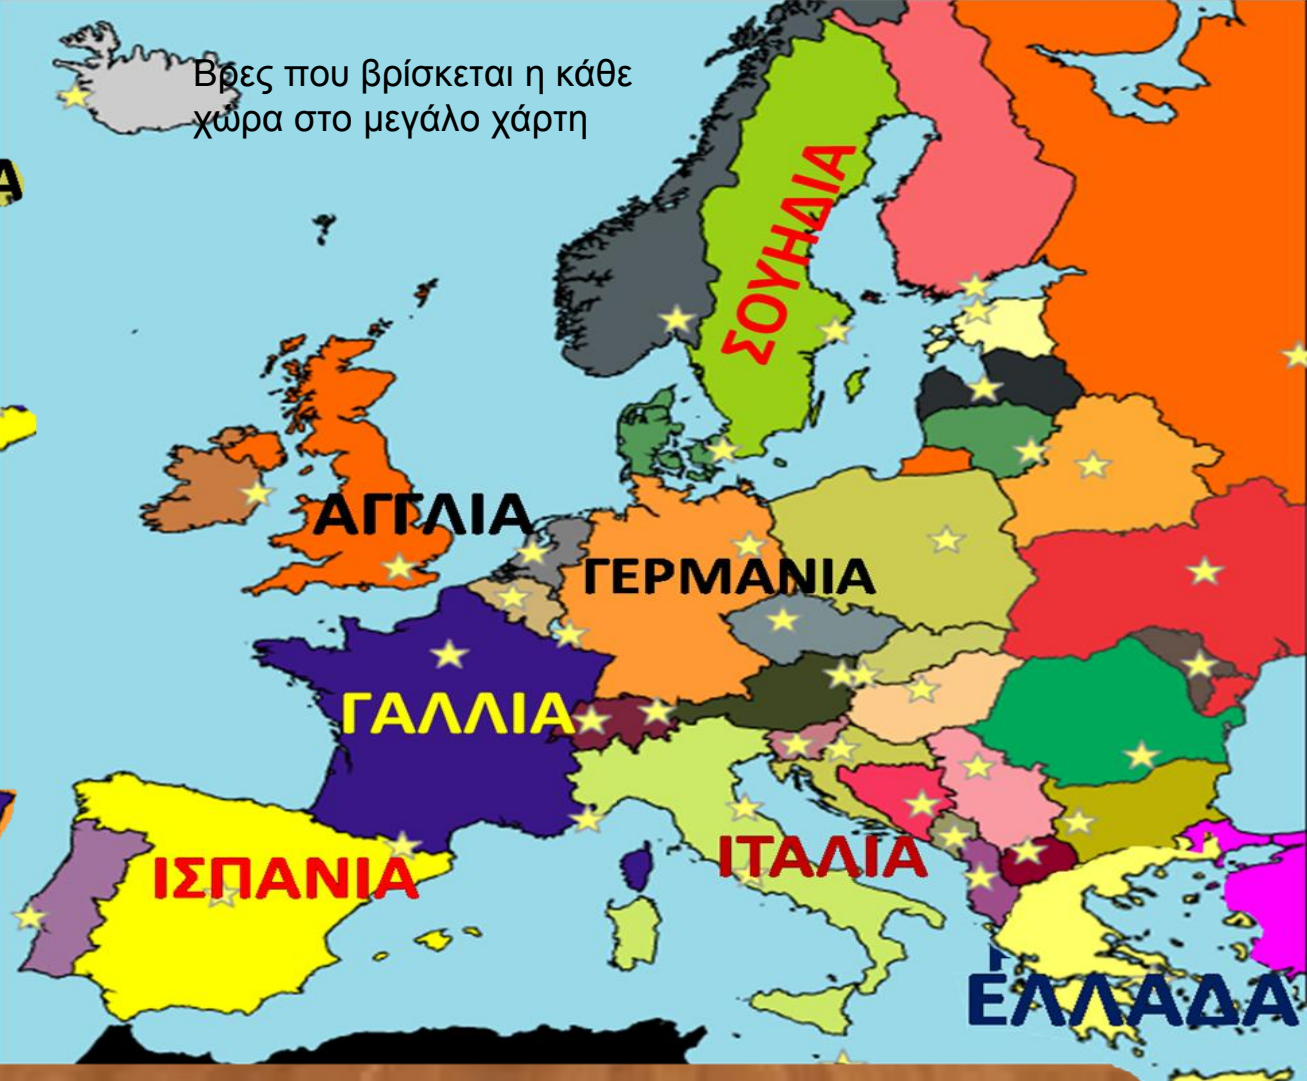 Βρες που βρίσκεται η κάθε
χώρα στο μεγάλο χάρτη
Α
ΣΟΥΗΔΙΑ
ΑΓΓΛΙΑ
ΓΕΡΜΑΝΙΑ
ΓΑΛΛΙΑ
ΙΤΑΛΙΑ
ΙΣΠΑΝΙΑ
ΕΛΛΑΔΑ